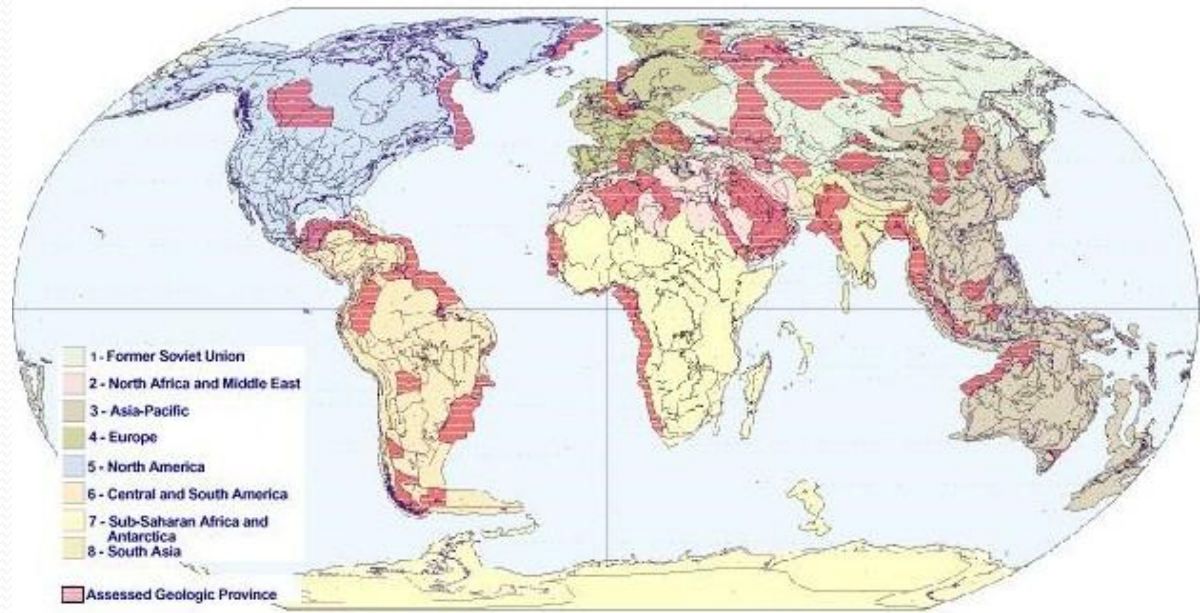 1 - Former Soviet Union
2 - North Africa and Middle East
3 - Asia-Pacific
4 - Europe
5 - North America
6 - Central and South America
7 - Sub-Saharan Africa and
Antarctica
8 - South Asia
Assessed Geologic Province